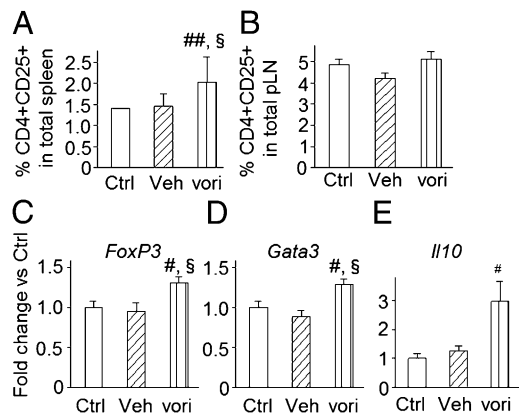 A
% CD4+CD25+
in total spleen
2.5
2.0
1.5
1.0
0.5
0
##, §
Ctrl Veh vori
B
% CD4+CD25+
in total pLN
5
4
3
2
1
0
Ctrl Veh vori
C
Fold change vs Ctrl
FoxP3
1.5
1.0
0.5
0
#, §
Ctrl Veh vori
D
Gata3
1.5
1.0
0.5
0
#, §
Ctrl Veh vori
E
Il10
3
2
1
0
#
Ctrl Veh vori